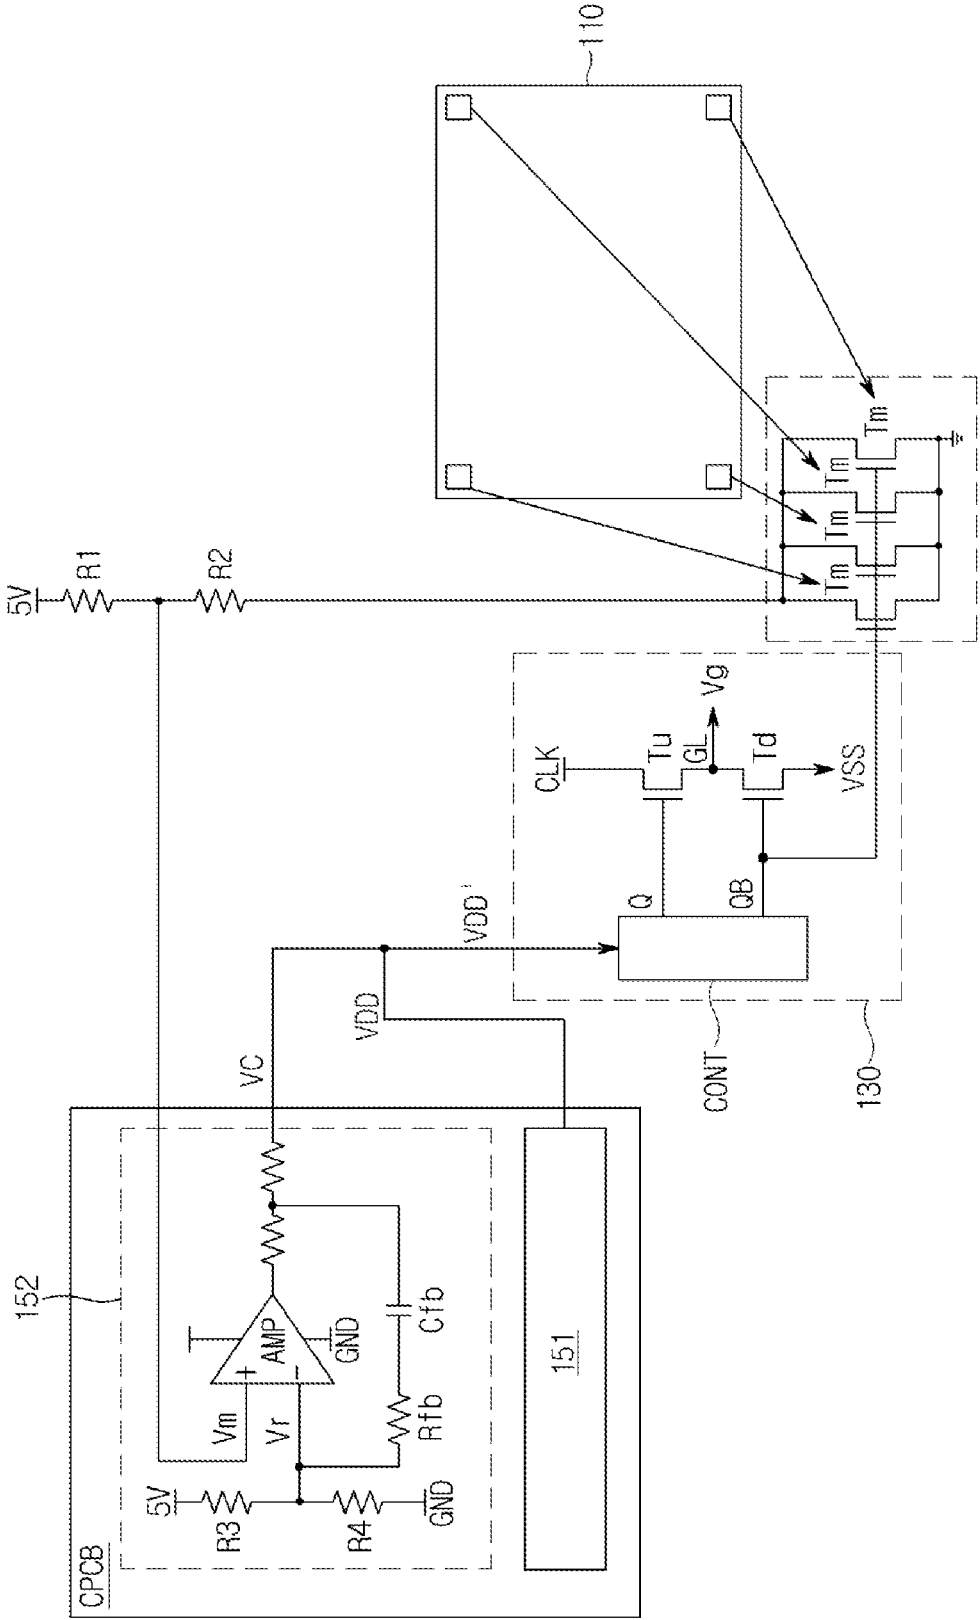 CPCB
152
5V
R3
R4
GND
Vm
Vr
+
-
AMP
GND
Rfb
Cfb
151
VC
VDD
VDD'
5V
R1
R2
CONT
130
Q
QB
CLK
Tu
GL
Vg
Td
VSS
Tm
Tm
Tm
Tm
110